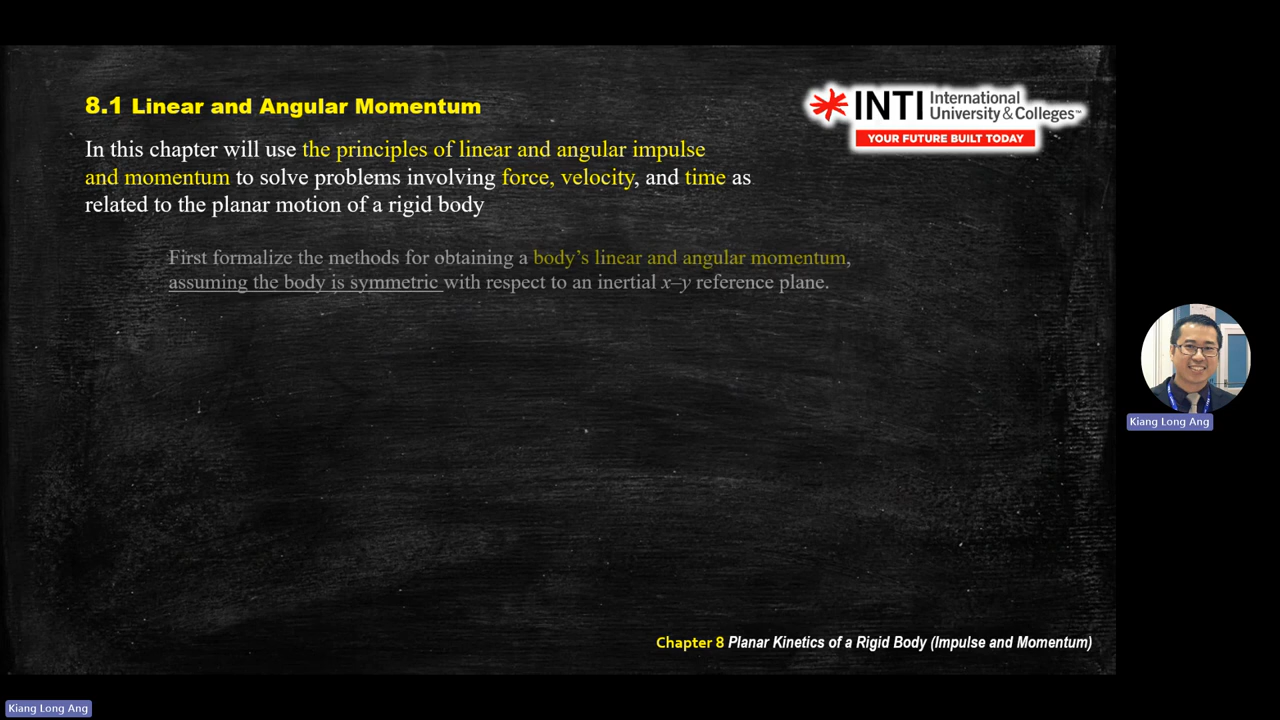 8.1 Linear and Angular Momentum
INTI International
University & Colleges™
YOUR FUTURE BUILT TODAY
In this chapter will use the principles of linear and angular impulse
and momentum to solve problems involving force, velocity, and time as
related to the planar motion of a rigid body
First formalize the methods for obtaining a body's linear and angular momentum,
assuming the body is symmetric with respect to an inertial x–y reference plane.
Kiang Long Ang
Chapter 8 Planar Kinetics of a Rigid Body (Impulse and Momentum)
Kiang Long Ang